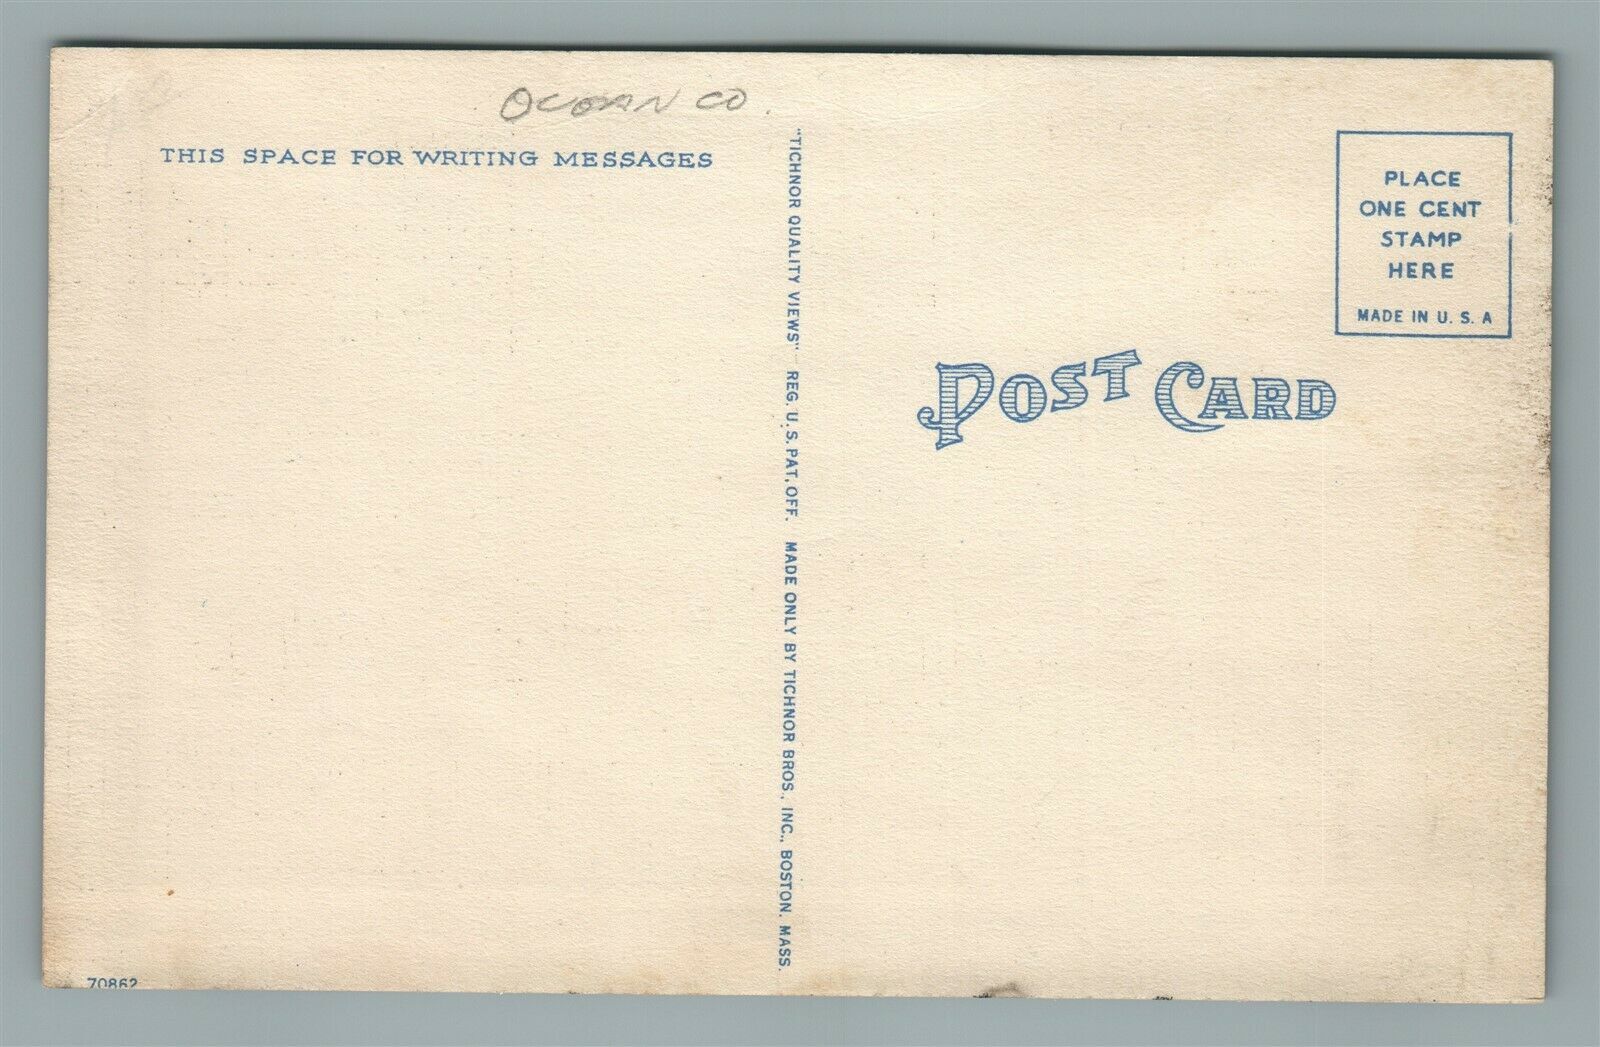 OCEAN CO.
THIS SPACE FOR WRITING MESSAGES
"TICHNOR QUALITY VIEWS" REG. U. S. PAT. OFF. MADE ONLY BY TICHNOR BROS., INC., BOSTON, MASS.
PLACE
ONE CENT
STAMP
HERE
MADE IN U. S. A
POST CARD
70862